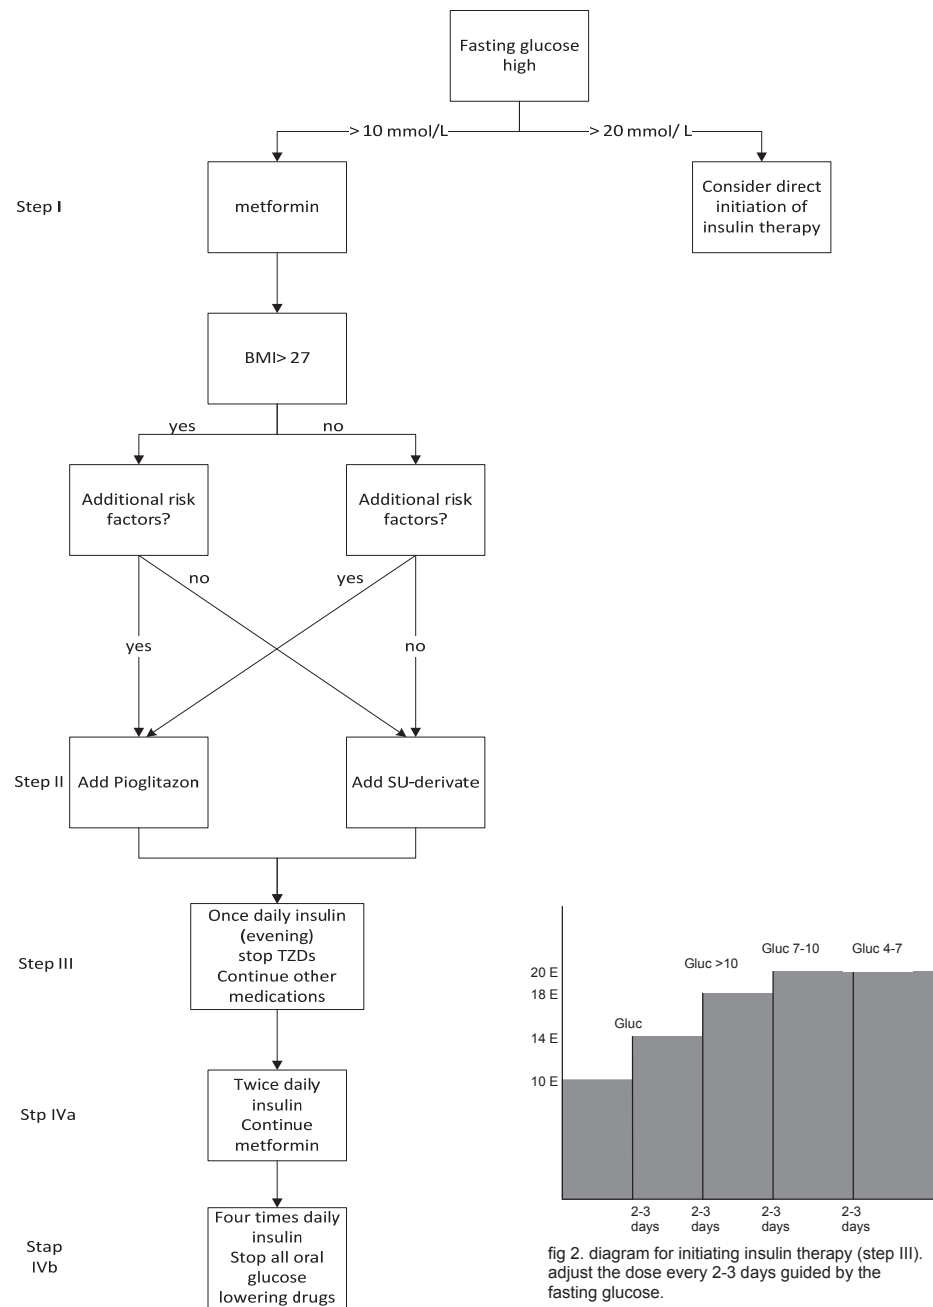 Fasting glucose
high
> 10 mmol/L
> 20 mmol/ L
Step I
metformin
Consider direct
initiation of
insulin therapy
BMI> 27
yes
no
Additional risk
factors?
Additional risk
factors?
no
yes
yes
no
Step II
Add Pioglitazon
Add SU-derivate
Step III
Once daily insulin
(evening)
stop TZDs
Continue other
medications
Stp IVa
Twice daily
insulin
Continue
metformin
Stap
IVb
Four times daily
insulin
Stop all oral
glucose
lowering drugs
Gluc 7-10
Gluc 4-7
Gluc >10
20 E
18 E
Gluc
14 E
10 E
2-3
days
2-3
days
2-3
days
2-3
days
fig 2. diagram for initiating insulin therapy (step III).
adjust the dose every 2-3 days guided by the
fasting glucose.